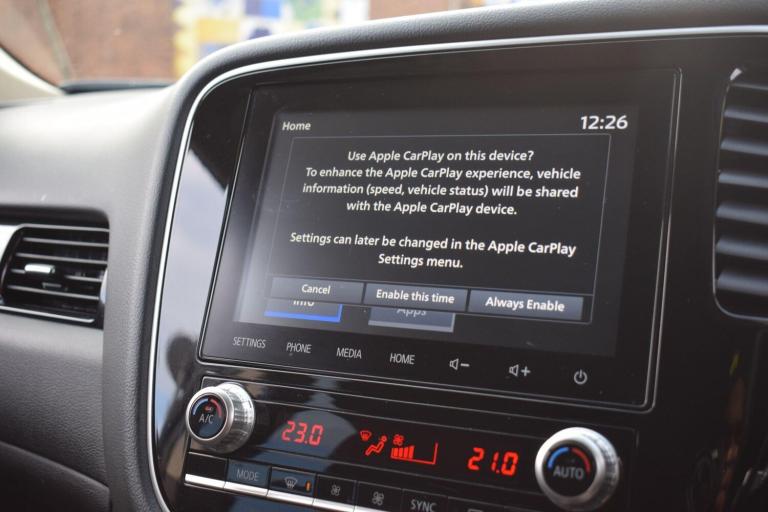 Home
12:26
Use Apple CarPlay on this device?
To enhance the Apple CarPlay experience, vehicle
information (speed, vehicle status) will be shared
with the Apple CarPlay device.
Settings can later be changed in the Apple CarPlay
Settings menu.
Cancel Enable this time Always Enable
Info Apps
SETTINGS PHONE MEDIA HOME
A/C
23.0
21.0
AUTO
MODE
SYNC